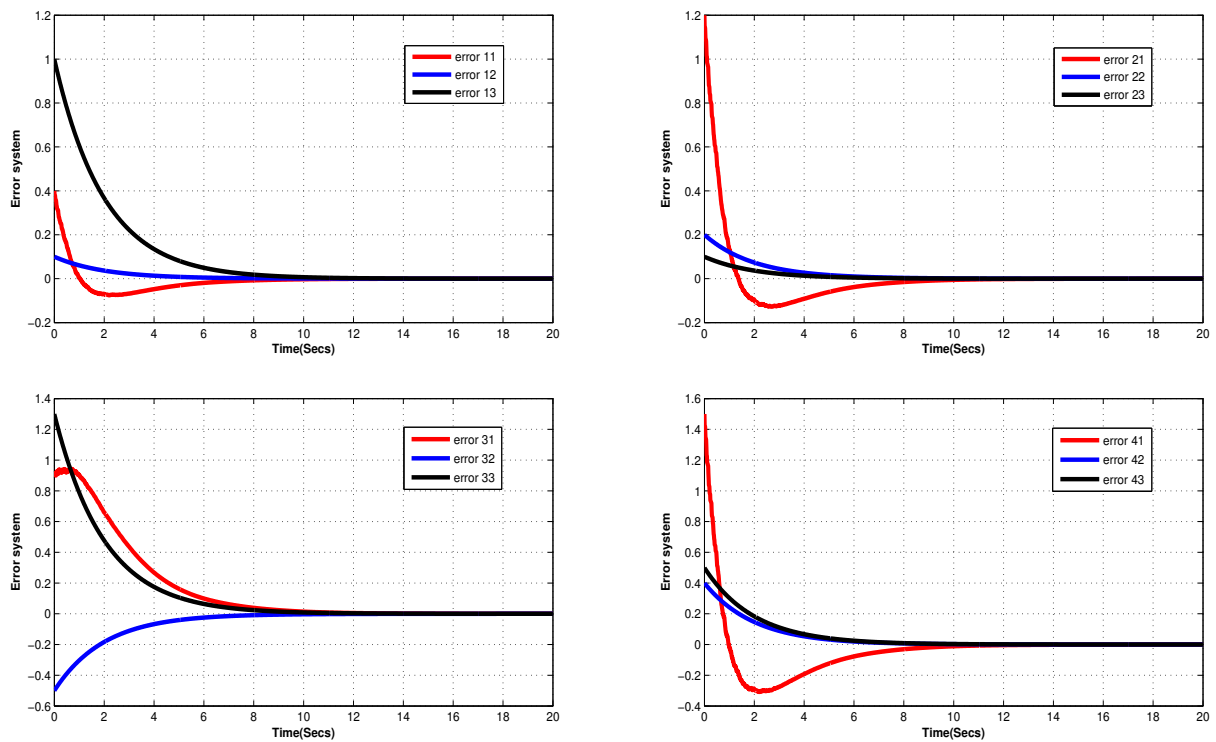 1.2
1
0.8
0.6
0.4
0.2
0
−0.2
0 2 4 6 8 10 12 14 16 18 20
Time(Secs)
Error system
error 11
error 12
error 13
1.2
1
0.8
0.6
0.4
0.2
0
−0.2
0 2 4 6 8 10 12 14 16 18 20
Time(Secs)
Error system
error 21
error 22
error 23
1.4
1.2
1
0.8
0.6
0.4
0.2
0
−0.2
−0.4
−0.6
0 2 4 6 8 10 12 14 16 18 20
Time(Secs)
Error system
error 31
error 32
error 33
1.6
1.4
1.2
1
0.8
0.6
0.4
0.2
0
−0.2
−0.4
0 2 4 6 8 10 12 14 16 18 20
Time(Secs)
Error system
error 41
error 42
error 43